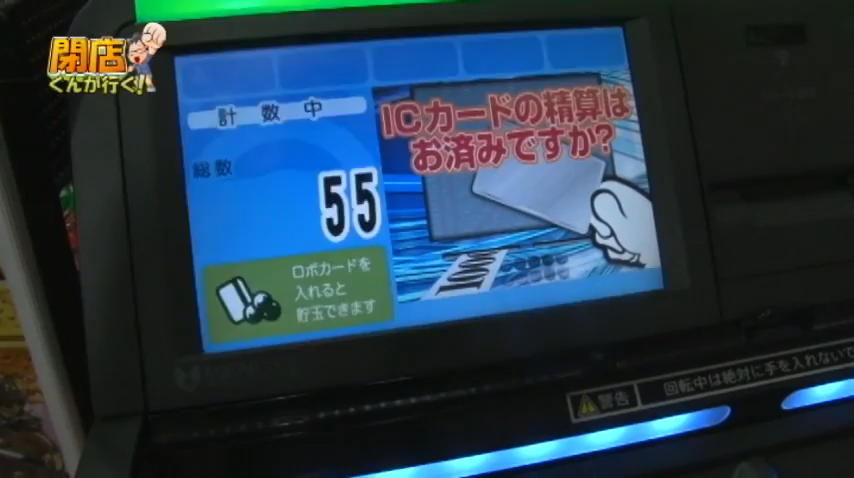 閉店
くんが行く!
計数中
総数
55
ICカードの精算は
お済みですか?
1000
ロボカードを
入れると
貯玉できます
警告
回転中は絶対に手を入れないで